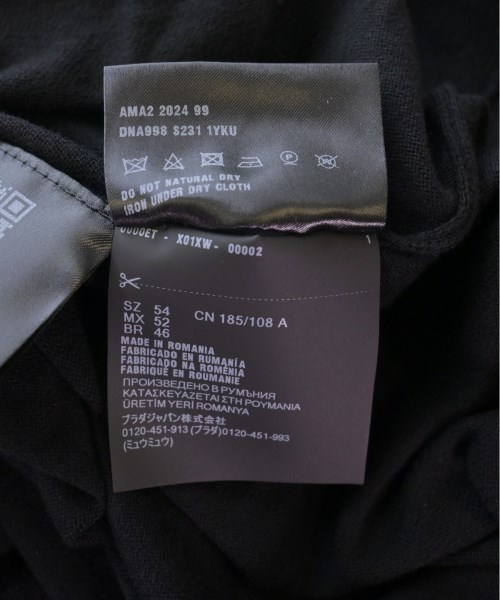 AMA2 2024 99
DNA998 S231 1YKU
DO NOT NATURAL DRY
IRON UNDER DRY CLOTH
X01XW- 00002
1
SZ 54
MX 52
BR 46
CN 185/108 A
MADE IN ROMANIA
FABRICADO EN RUMANÍA
FABRICADO NA ROMÉNIA
FABRIQUÉ EN ROUMANIE
ПРОИЗВЕДЕНО В РУМЪНИЯ
ΚΑΤΑΣΚΕΥΑΖΕΤΑΙ ΣΤΗ ΡΟΥΜΑΝΙΑ
ÜRETİM YERİ ROMANYA
プラダジャパン株式会社
0120-451-913 (プラダ)0120-451-993
(ミュウミュウ)